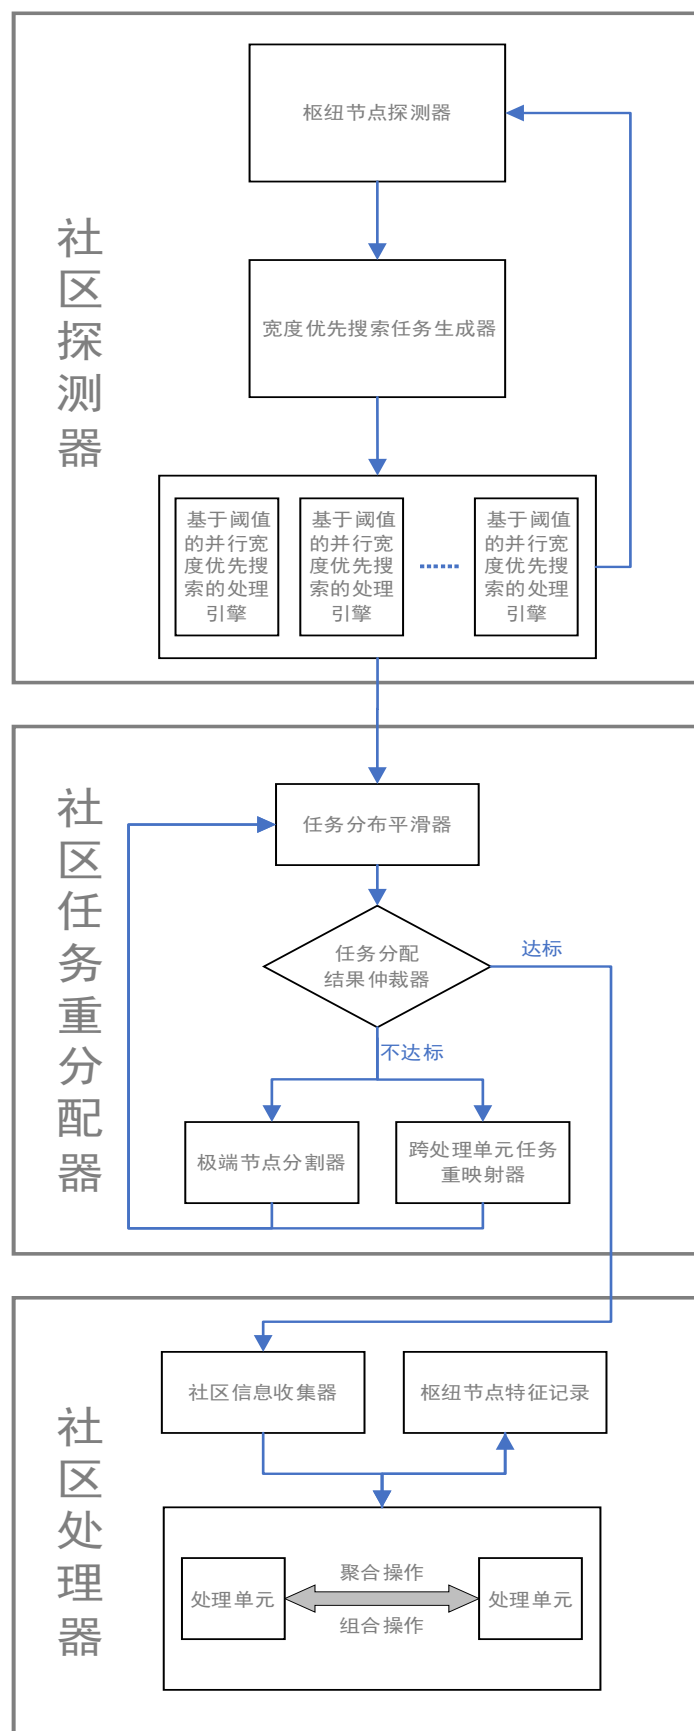 社区探测器
枢纽节点探测器
宽度优先搜索任务生成器
基于阈值
的并行宽
度优先搜
索的处理
引擎
基于阈值
的并行宽
度优先搜
索的处理
引擎
……
基于阈值
的并行宽
度优先搜
索的处理
引擎
社区任务重分配器
任务分布平滑器
任务分配
结果仲裁器
达标
不达标
极端节点分割器
跨处理单元任务
重映射器
社区处理器
社区信息收集器
枢纽节点特征记录
处理单元
聚合操作
组合操作
处理单元